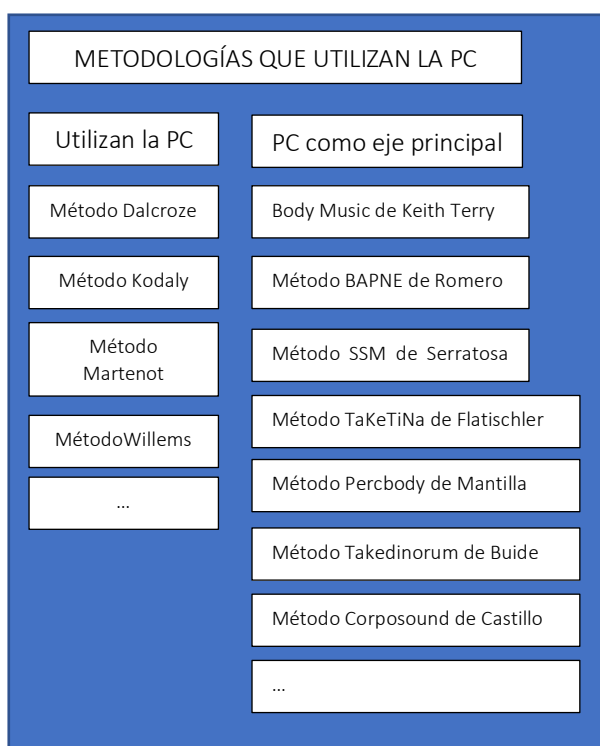 METODOLOGÍAS QUE UTILIZAN LA PC
Utilizan la PC
Método Dalcroze
Método Kodaly
Método
Martenot
MétodoWillems
...
PC como eje principal
Body Music de Keith Terry
Método BAPNE de Romero
Método SSM de Serratosa
Método TaKeTiNa de Flatischler
Método Percbody de Mantilla
Método Takedinorum de Buide
Método Corposound de Castillo
...